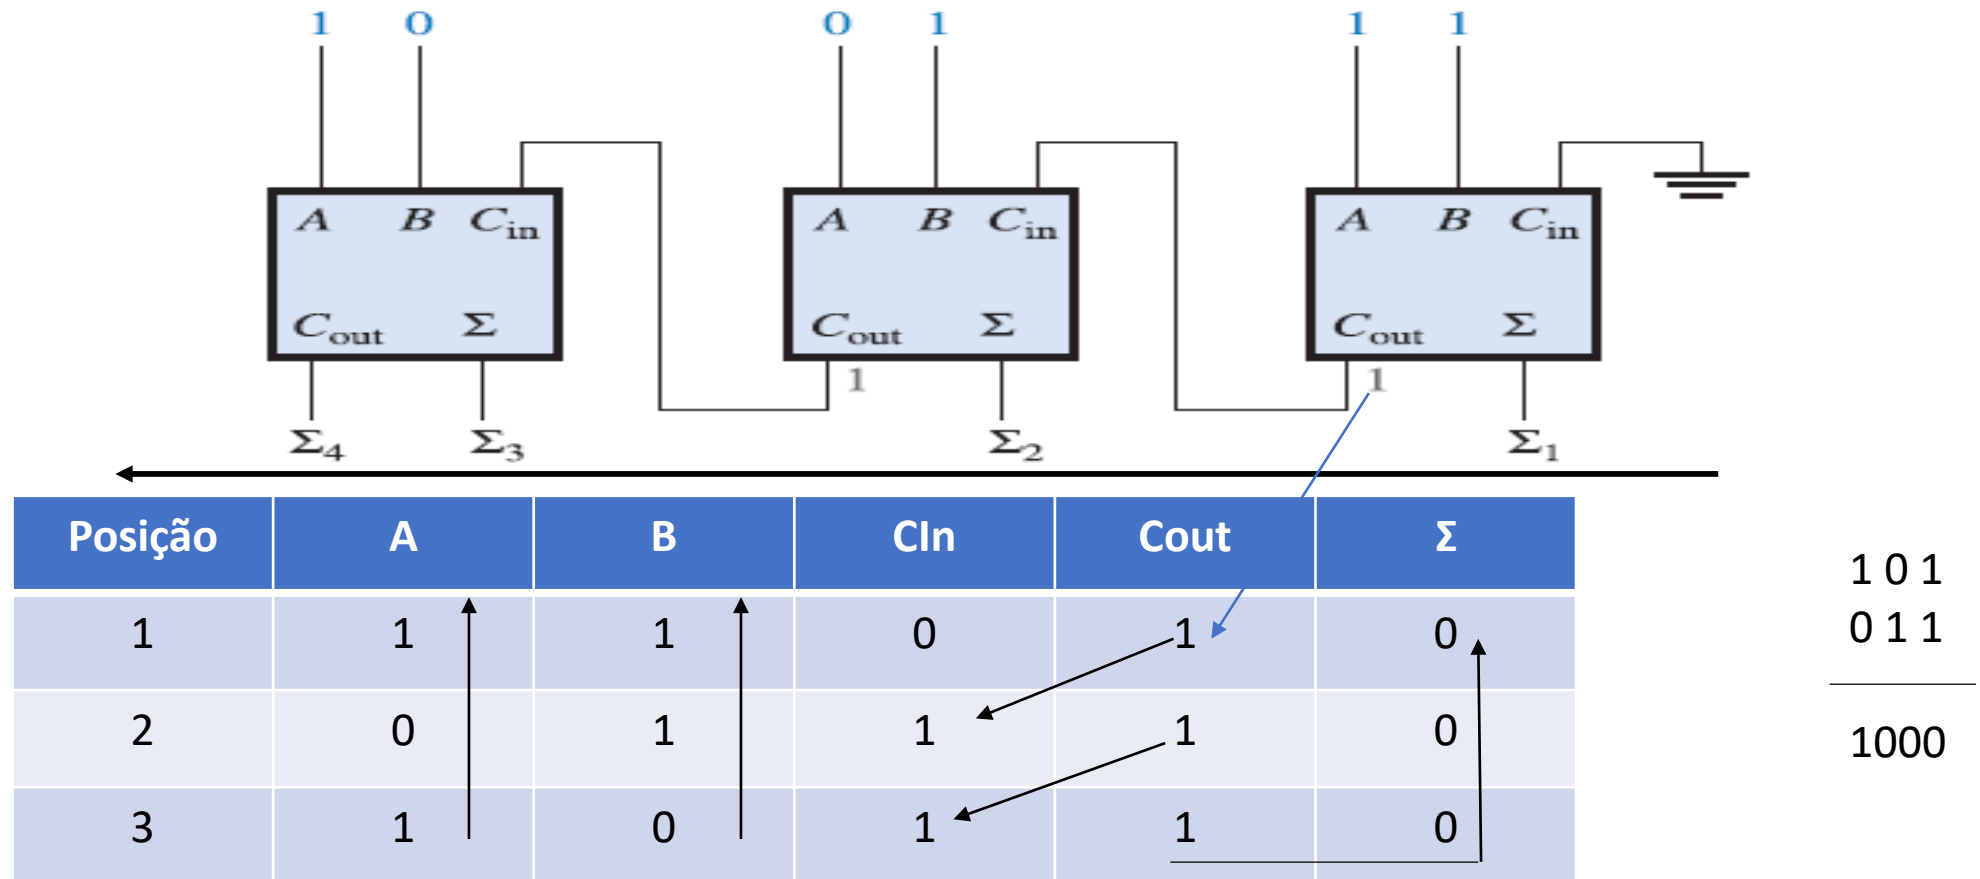 1 0 0 1 1 1
A B Cin A B Cin A B Cin
Cout Σ Cout Σ Cout Σ
1 1
Σ4 Σ3 Σ2 Σ1
Posição A B CIn Cout Σ
1 1 1 0 1 0
2 0 1 1 1 0
3 1 0 1 1 0
1 0 1
0 1 1
1000